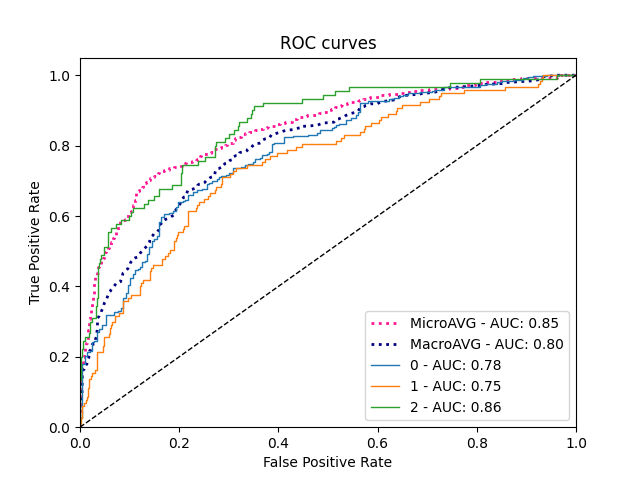 ROC curves
True Positive Rate
1.0
0.8
0.6
0.4
0.2
0.0
MicroAVG - AUC: 0.85
MacroAVG - AUC: 0.80
0 - AUC: 0.78
1 - AUC: 0.75
2 - AUC: 0.86
0.0 0.2 0.4 0.6 0.8 1.0
False Positive Rate